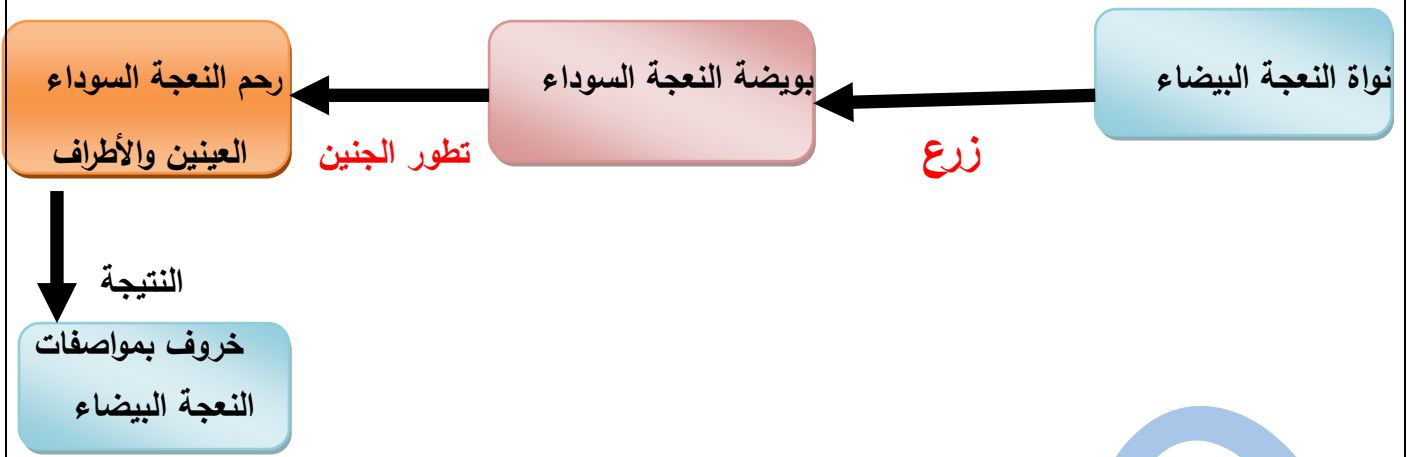 نواة النعجة البيضاء
زرع
بويضة النعجة السوداء
تطور الجنين
رحم النعجة السوداء
العينين والأطراف
النتيجة
خروف بمواصفات
النعجة البيضاء